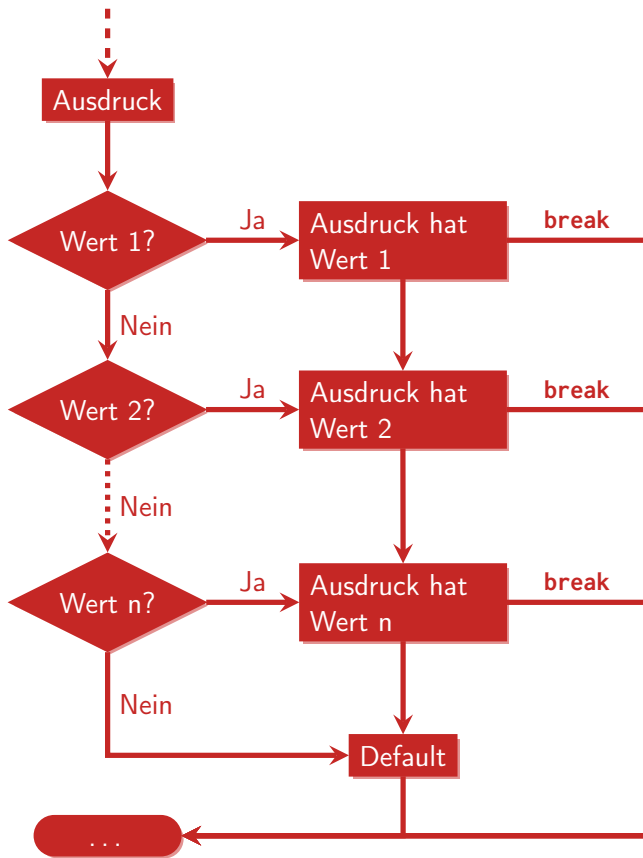 Ausdruck
Wert 1?
Ja
Ausdruck hat
Wert 1
break
Nein
Wert 2?
Ja
Ausdruck hat
Wert 2
break
Nein
Wert n?
Ja
Ausdruck hat
Wert n
break
Nein
Default
...